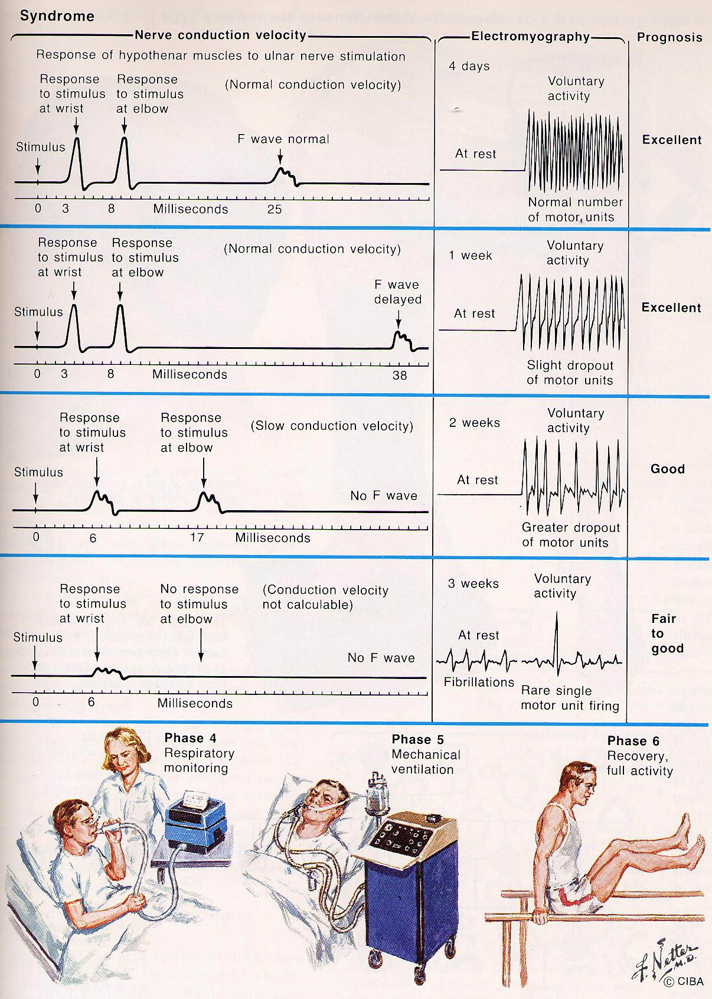 Syndrome
Nerve conduction velocity
Electromyography
Prognosis
Response of hypothenar muscles to ulnar nerve stimulation
Response
to stimulus
at wrist
Response
to stimulus
at elbow
(Normal conduction velocity)
Stimulus
F wave normal
0 3 8 Milliseconds 25
4 days
Voluntary
activity
At rest
Normal number
of motor units
Excellent
Response
to stimulus
at wrist
Response
to stimulus
at elbow
(Normal conduction velocity)
Stimulus
F wave
delayed
0 3 8 Milliseconds 38
1 week
Voluntary
activity
At rest
Slight dropout
of motor units
Excellent
Response
to stimulus
at wrist
Response
to stimulus
at elbow
(Slow conduction velocity)
Stimulus
No F wave
0 6 17 Milliseconds
2 weeks
Voluntary
activity
At rest
Greater dropout
of motor units
Good
Response
to stimulus
at wrist
No response
to stimulus
at elbow
(Conduction velocity
not calculable)
Stimulus
No F wave
0 6 Milliseconds
3 weeks
Voluntary
activity
At rest
Fibrillations
Rare single
motor unit firing
Fair
to
good
Phase 4
Respiratory
monitoring
Phase 5
Mechanical
ventilation
Phase 6
Recovery,
full activity
F. Netter
M.D.
© CIBA